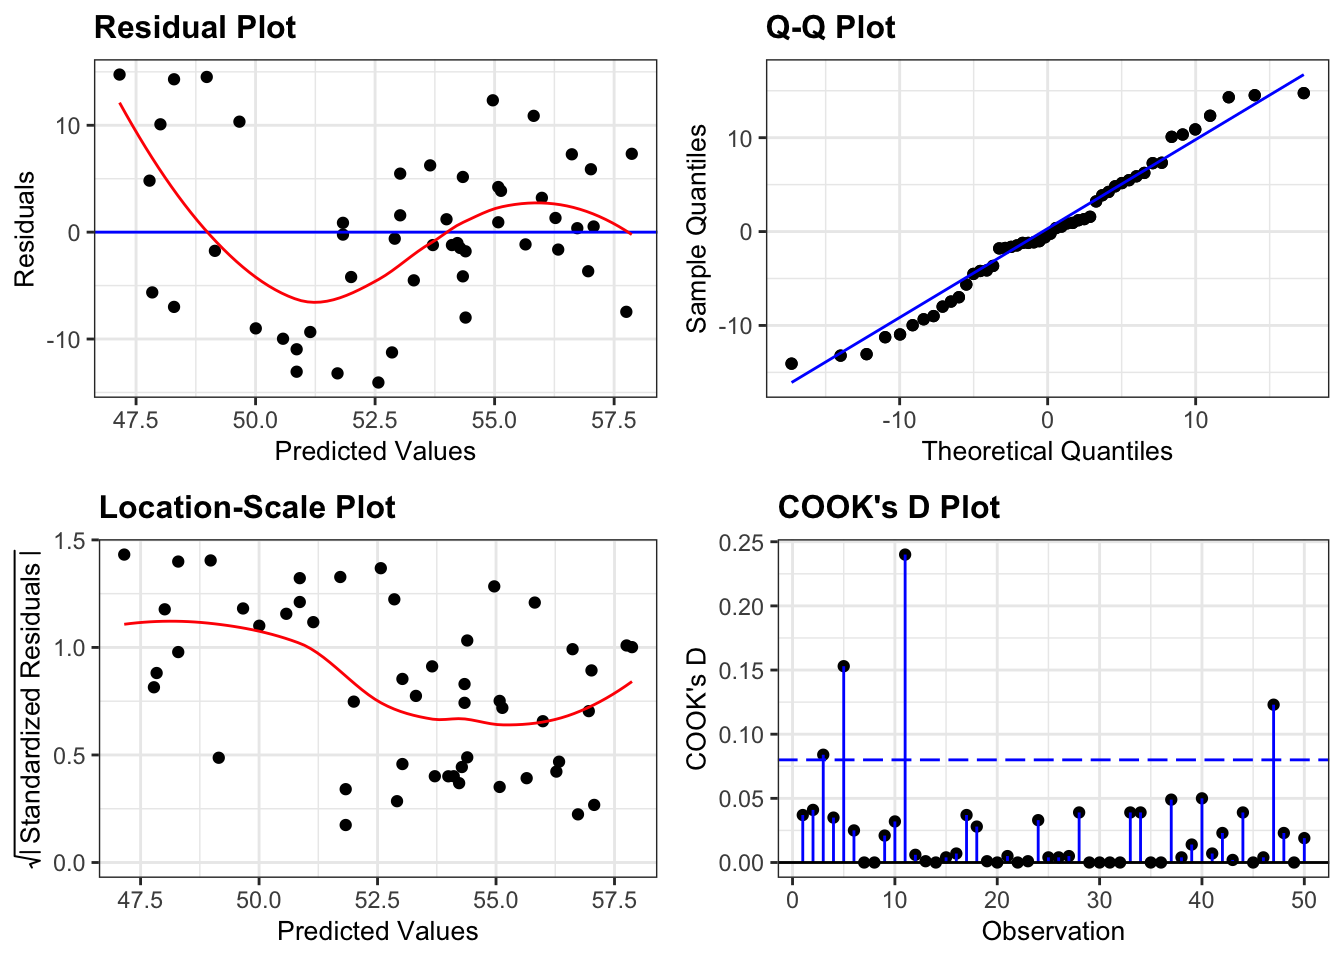 Residual Plot
10
0
-10
Residuals
47.5 50.0 52.5 55.0 57.5
Predicted Values
Q-Q Plot
10
0
-10
Sample Quantiles
-10 0 10
Theoretical Quantiles
Location-Scale Plot
1.5
1.0
0.5
0.0
√| Standardized Residuals |
47.5 50.0 52.5 55.0 57.5
Predicted Values
COOK's D Plot
0.25
0.20
0.15
0.10
0.05
0.00
COOK's D
0 10 20 30 40 50
Observation